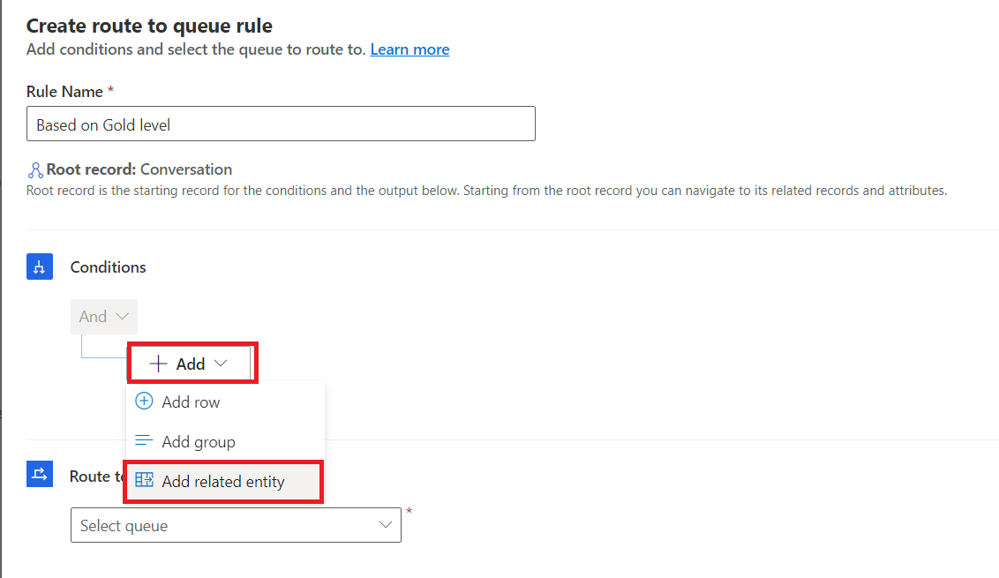 Create route to queue rule
Add conditions and select the queue to route to. Learn more
Rule Name *
Based on Gold level
Root record: Conversation
Root record is the starting record for the conditions and the output below. Starting from the root record you can navigate to its related records and attributes.
Conditions
And
Add
Add row
Add group
Route
Add related entity
Select queue *